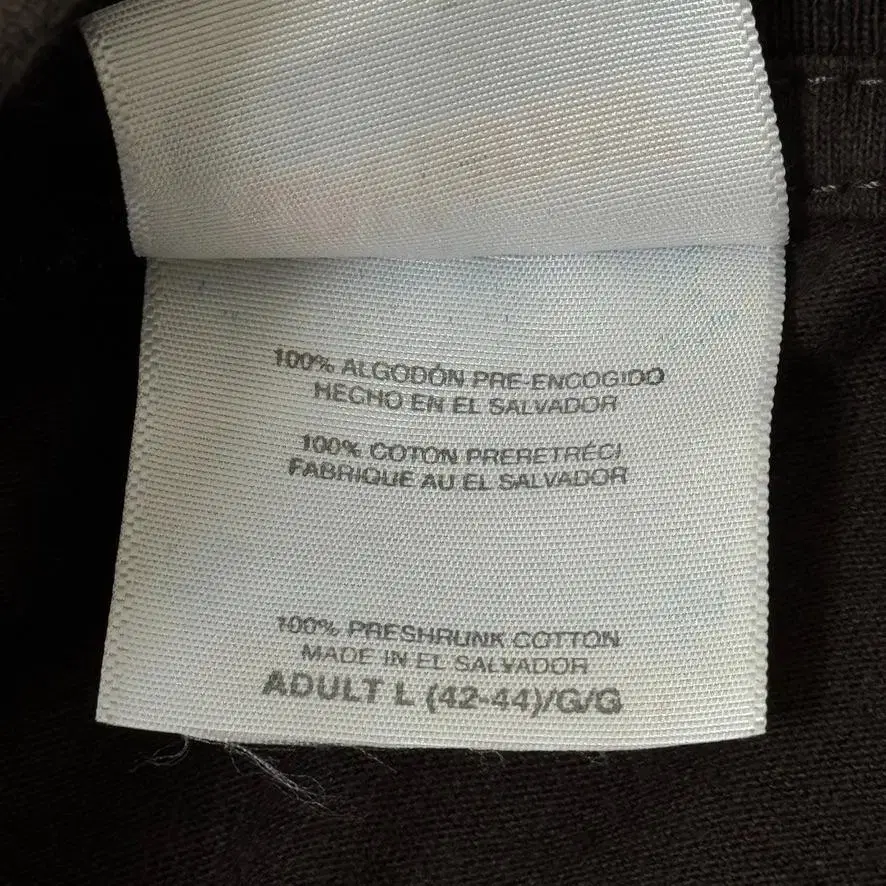 100% ALGODÓN PRE-ENCOGIDO
HECHO EN EL SALVADOR
100% COTON PRERETRÉCI
FABRIQUE AU EL SALVADOR
100% PRESHRUNK COTTON
MADE IN EL SALVADOR
ADULT L (42-44)/G/G